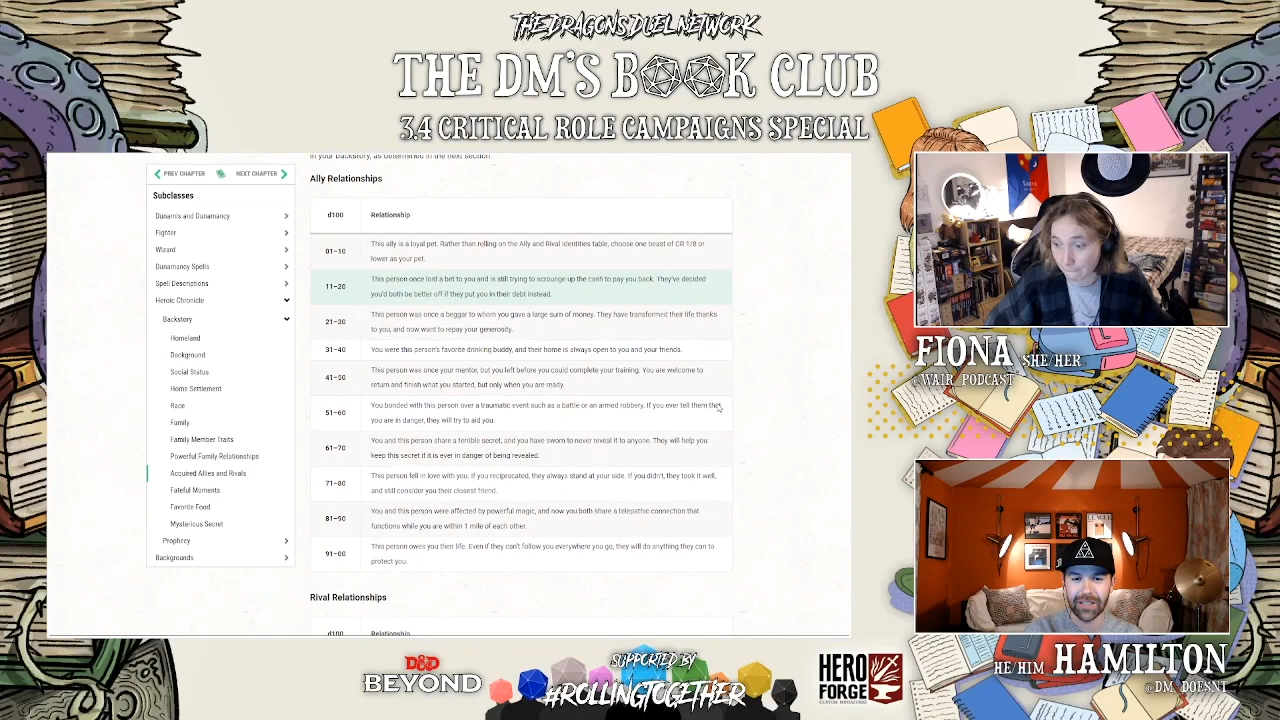 THE DRAGONS DUEL NETWORK
THE DM'S BOOK CLUB
3.4 CRITICAL ROLE CAMPAIGNS SPECIAL
in your backstory, as determined in the next section.
PREV CHAPTER NEXT CHAPTER
Subclasses
Dunamis and Dunamancy
Fighter
Wizard
Dunamancy Spells
Spell Descriptions
Heroic Chronicle
Backstory
Homeland
Background
Social Status
Home Settlement
Race
Family
Family Member Traits
Powerful Family Relationships
Acquired Allies and Rivals
Fateful Moments
Favorite Food
Mysterious Secret
Prophecy
Backgrounds
Ally Relationships
d100 Relationship
01–10 This ally is a loyal pet. Rather than rolling on the Ally and Rival Identities table, choose one beast of CR 1/8 or
lower as your pet.
11–20 This person once lost a bet to you and is still trying to scrounge up the cash to pay you back. They've decided
you'd both be better off if they put you in their debt instead.
21–30 This person was once a beggar to whom you gave a large sum of money. They have transformed their life thanks
to you, and now want to repay your generosity.
31–40 You were this person's favorite drinking buddy, and their home is always open to you and your friends.
41–50 This person was once your mentor, but you left before you could complete your training. You are welcome to
return and finish what you started, but only when you are ready.
51–60 You bonded with this person over a traumatic event such as a battle or an armed robbery. If you ever tell them that
you are in danger, they will try to aid you.
61–70 You and this person share a terrible secret, and you have sworn to never reveal it to anyone. They will help you
keep this secret if it is ever in danger of being revealed.
71–80 This person fell in love with you. If you reciprocated, they always stand at your side. If you didn't, they took it well,
and still consider you their closest friend.
81–90 You and this person were affected by powerful magic, and now you both share a telepathic connection that
functions while you are within 1 mile of each other.
91–00 This person owes you their life. Even if they can't follow you everywhere you go, they will do anything they can to
protect you.
Rival Relationships
d100 Relationship
FIONA SHE/HER
@WAIR_PODCAST
HE/HIM HAMILTON
@DM_DOESNT
D&D
BEYOND
SUPPORTED BY
#ROLLINGTOGETHER
HERO
FORGE
CUSTOM MINIATURES